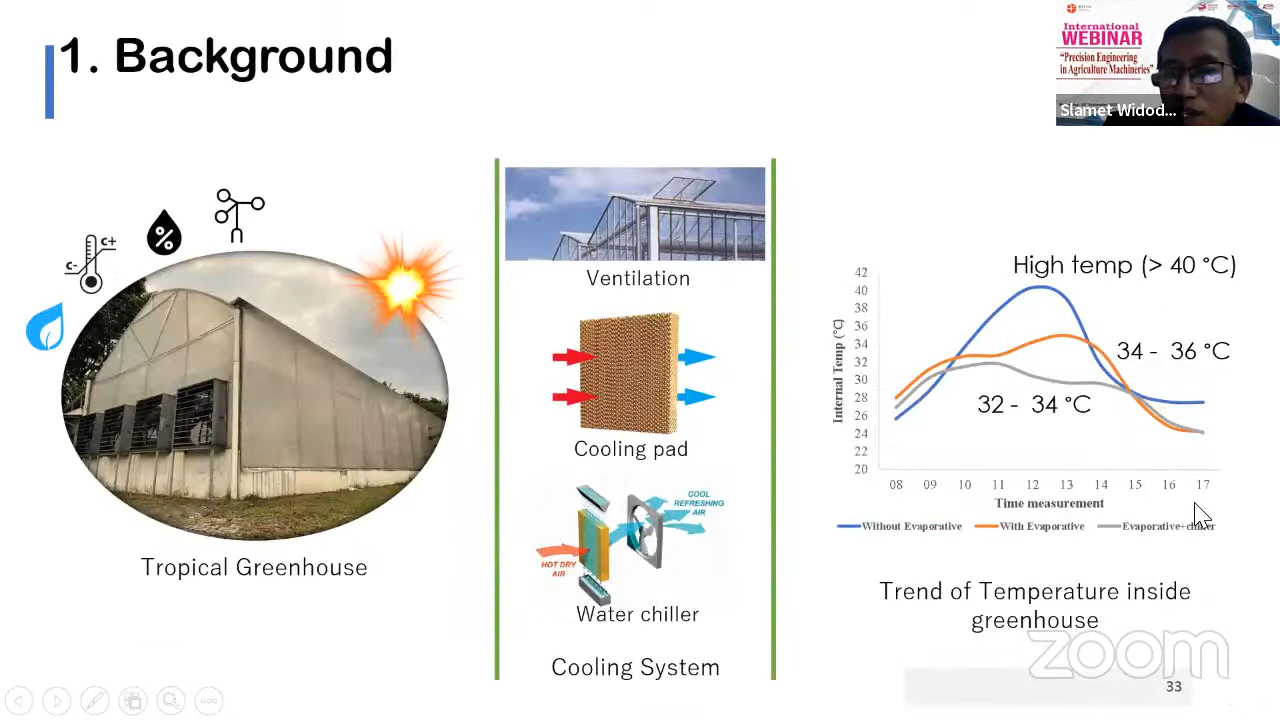 1. Background
International
WEBINAR
"Precision Engineering
in Agriculture Machineries"
Slamet Widod...
c+
c-
%
Tropical Greenhouse
Ventilation
Cooling pad
COOL
REFRESHING
AIR
HOT DRY
AIR
Water chiller
Cooling System
High temp (> 40 °C)
34 - 36 °C
32 - 34 °C
Internal Temp (°C)
42
40
38
36
34
32
30
28
26
24
22
20
08 09 10 11 12 13 14 15 16 17
Time measurement
Without Evaporative With Evaporative Evaporative+chiller
Trend of Temperature inside
greenhouse
zoom
33